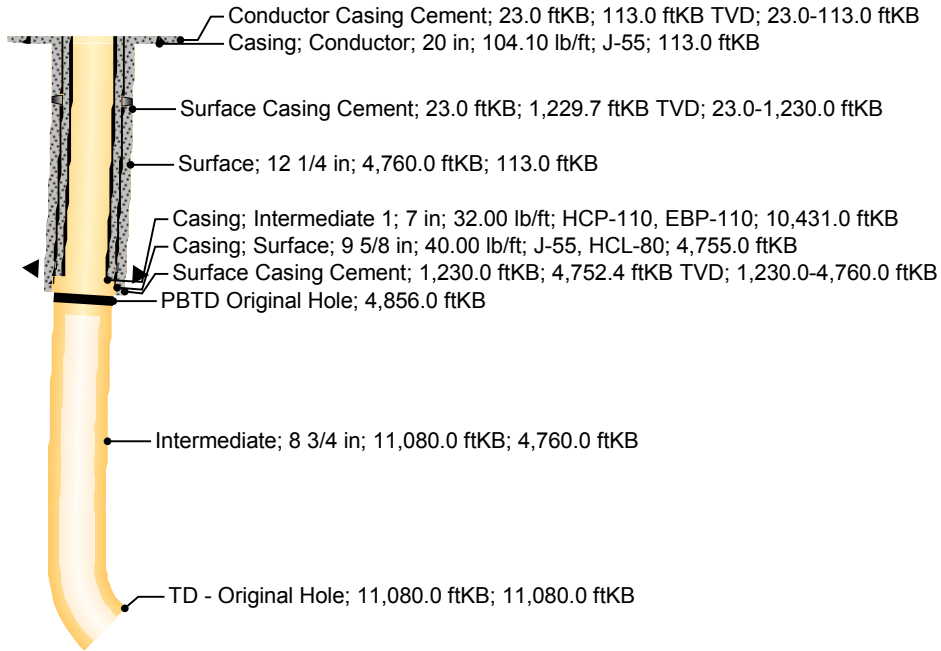 Conductor Casing Cement; 23.0 ftKB; 113.0 ftKB TVD; 23.0-113.0 ftKB
Casing; Conductor; 20 in; 104.10 lb/ft; J-55; 113.0 ftKB
Surface Casing Cement; 23.0 ftKB; 1,229.7 ftKB TVD; 23.0-1,230.0 ftKB
Surface; 12 1/4 in; 4,760.0 ftKB; 113.0 ftKB
Casing; Intermediate 1; 7 in; 32.00 lb/ft; HCP-110, EBP-110; 10,431.0 ftKB
Casing; Surface; 9 5/8 in; 40.00 lb/ft; J-55, HCL-80; 4,755.0 ftKB
Surface Casing Cement; 1,230.0 ftKB; 4,752.4 ftKB TVD; 1,230.0-4,760.0 ftKB
PBTD Original Hole; 4,856.0 ftKB
Intermediate; 8 3/4 in; 11,080.0 ftKB; 4,760.0 ftKB
TD - Original Hole; 11,080.0 ftKB; 11,080.0 ftKB